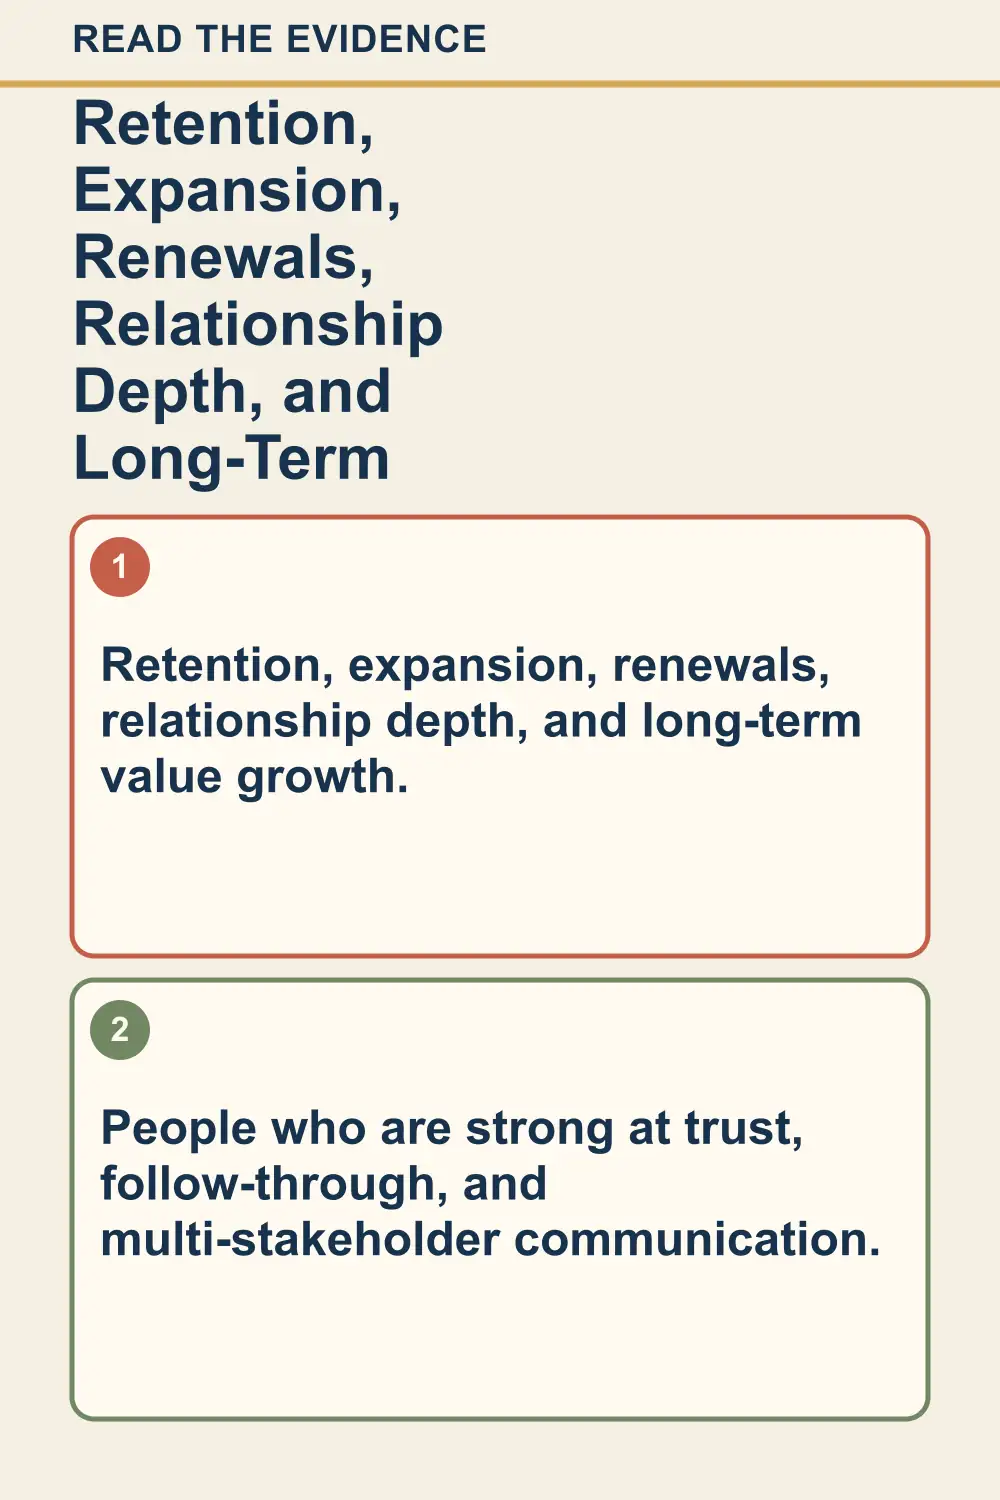 READ THE EVIDENCE
Retention,
Expansion,
Renewals,
Relationship
Depth, and
Long-Term
1
Retention, expansion, renewals,
relationship depth, and long-term
value growth.
2
People who are strong at trust,
follow-through, and
multi-stakeholder communication.